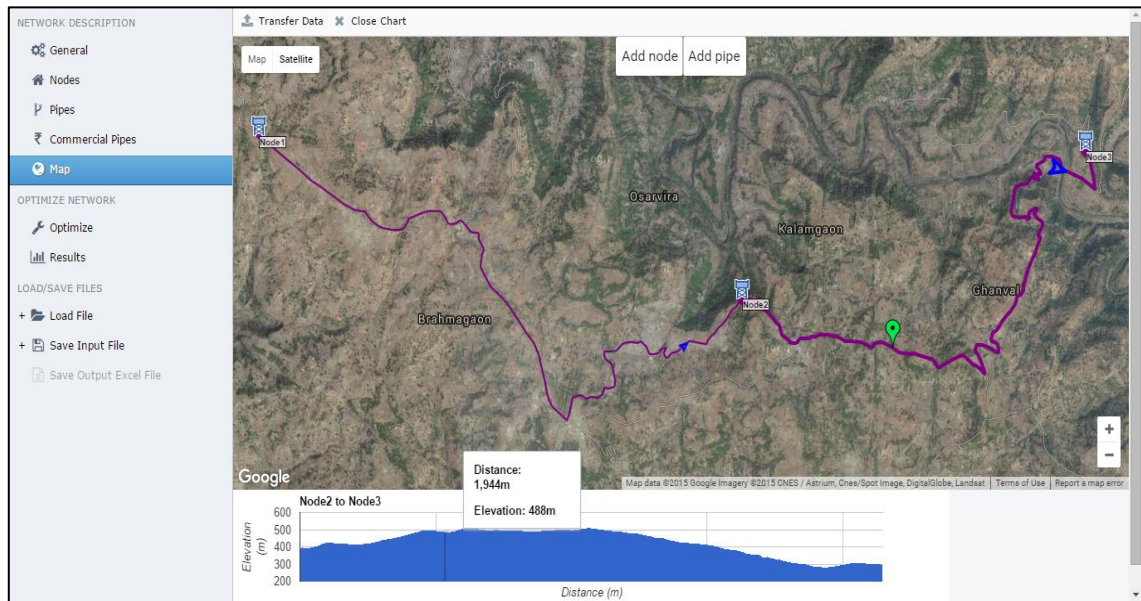 NETWORK DESCRIPTION
General
Nodes
Pipes
₹ Commercial Pipes
Map
OPTIMIZE NETWORK
Optimize
Results
LOAD/SAVE FILES
+ Load File
+ Save Input File
Save Output Excel File
Transfer Data Close Chart
Map Satellite
Add node Add pipe
Node1
Node3
Osarvira
Kalamgaon
Ghanval
Node2
Brahmagaon
+
−
Google
Map data ©2015 Google Imagery ©2015 CNES / Astrium, Cnes/Spot Image, DigitalGlobe, Landsat Terms of Use Report a map error
Distance:
1,944m
Elevation: 488m
Node2 to Node3
Elevation
(m)
600
500
400
300
200
Distance (m)